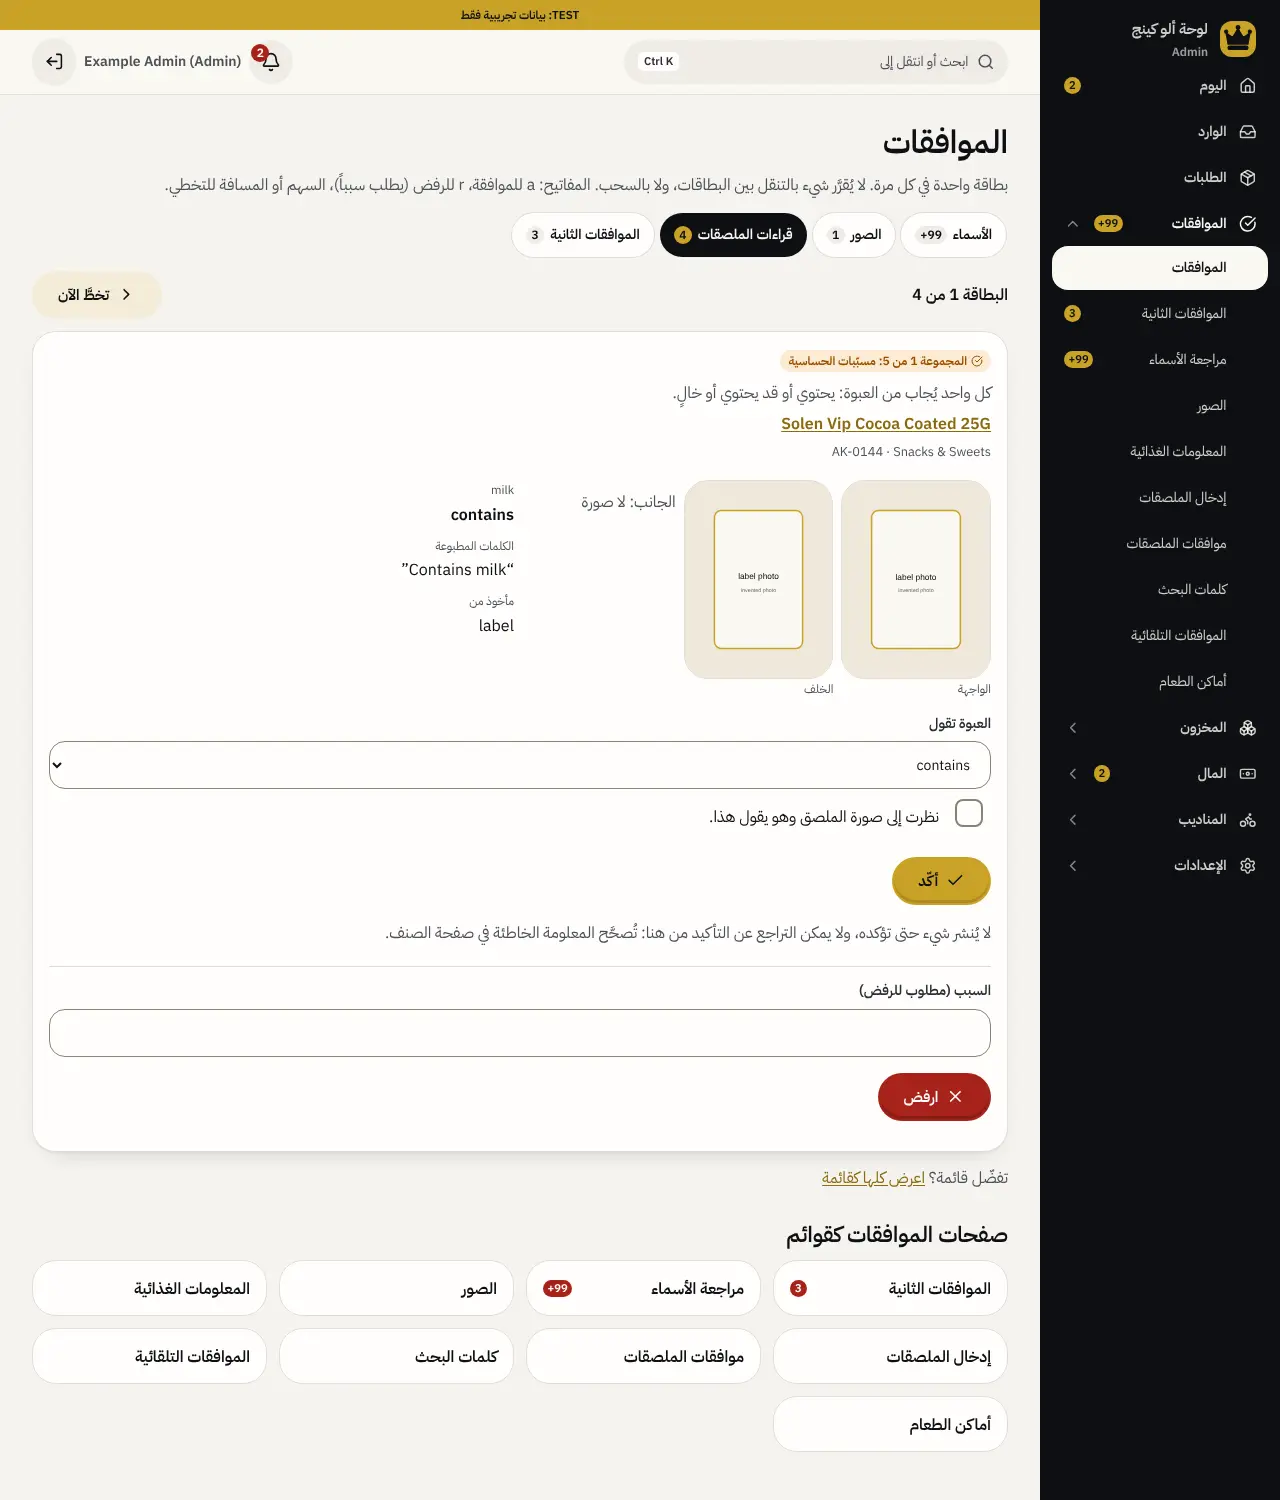 TEST: بيانات تجريبية فقط
لوحة ألو كينج
Admin
اليوم
2
الوارد
الطلبات
الموافقات
99+
الموافقات
الموافقات الثانية
3
مراجعة الأسماء
99+
الصور
المعلومات الغذائية
إدخال الملصقات
موافقات الملصقات
كلمات البحث
الموافقات التلقائية
أماكن الطعام
المخزون
المال
2
المناديب
الإعدادات
ابحث أو انتقل إلى
Ctrl K
2
Example Admin (Admin)
الموافقات
بطاقة واحدة في كل مرة. لا يُقرَّر شيء بالتنقل بين البطاقات، ولا بالسحب. المفاتيح: a للموافقة، r للرفض (يطلب سبباً)، السهم أو المسافة للتخطي.
الأسماء 99+
الصور 1
قراءات الملصقات 4
الموافقات الثانية 3
البطاقة 1 من 4
تخطَّ الآن
المجموعة 1 من 5: مسبّبات الحساسية
كل واحد يُجاب من العبوة: يحتوي أو قد يحتوي أو خالٍ.
Solen Vip Cocoa Coated 25G
AK-0144 · Snacks & Sweets
label photo
invented photo
الواجهة
label photo
invented photo
الخلف
الجانب: لا صورة
milk
contains
الكلمات المطبوعة
“Contains milk”
مأخوذ من
label
العبوة تقول
contains
نظرت إلى صورة الملصق وهو يقول هذا.
أكّد
لا يُنشر شيء حتى تؤكده، ولا يمكن التراجع عن التأكيد من هنا: تُصحَّح المعلومة الخاطئة في صفحة الصنف.
السبب (مطلوب للرفض)
ارفض
تفضّل قائمة؟ اعرض كلها كقائمة
صفحات الموافقات كقوائم
الموافقات الثانية
3
مراجعة الأسماء
99+
الصور
المعلومات الغذائية
إدخال الملصقات
موافقات الملصقات
كلمات البحث
الموافقات التلقائية
أماكن الطعام